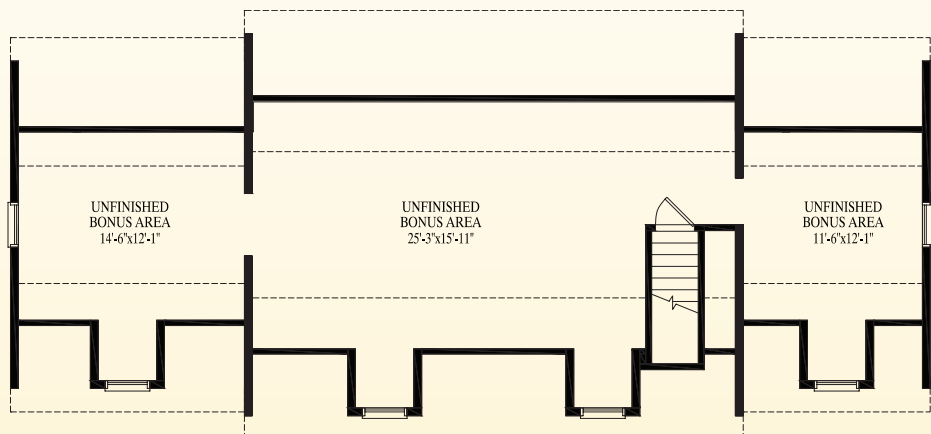 UNFINISHED
BONUS AREA
14'-6"x12'-1"
UNFINISHED
BONUS AREA
25'-3"x15'-11"
UNFINISHED
BONUS AREA
11'-6"x12'-1"